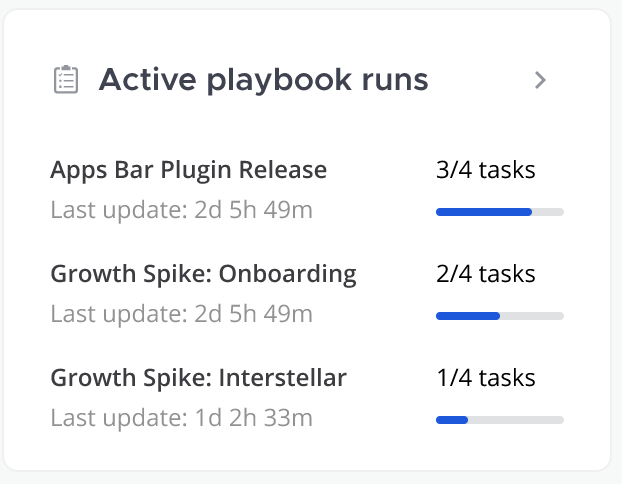 Active playbook runs
Apps Bar Plugin Release 3/4 tasks
Last update: 2d 5h 49m
Growth Spike: Onboarding 2/4 tasks
Last update: 2d 5h 49m
Growth Spike: Interstellar 1/4 tasks
Last update: 1d 2h 33m